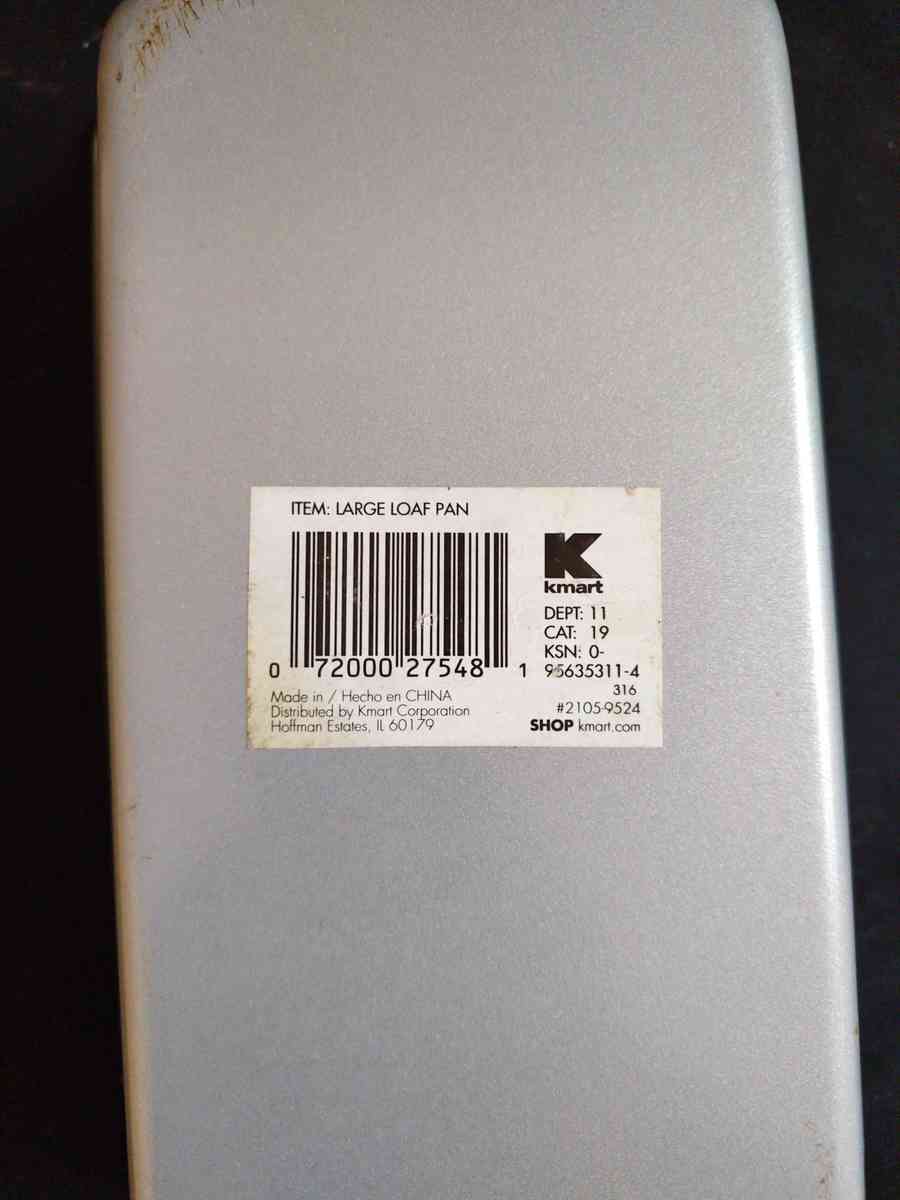 ITEM: LARGE LOAF PAN
0 72000 27548 1
K
kmart
DEPT: 11
CAT: 19
KSN: 0-
95635311-4
316
#2105-9524
SHOP kmart.com
Made in / Hecho en CHINA
Distributed by Kmart Corporation
Hoffman Estates, IL 60179